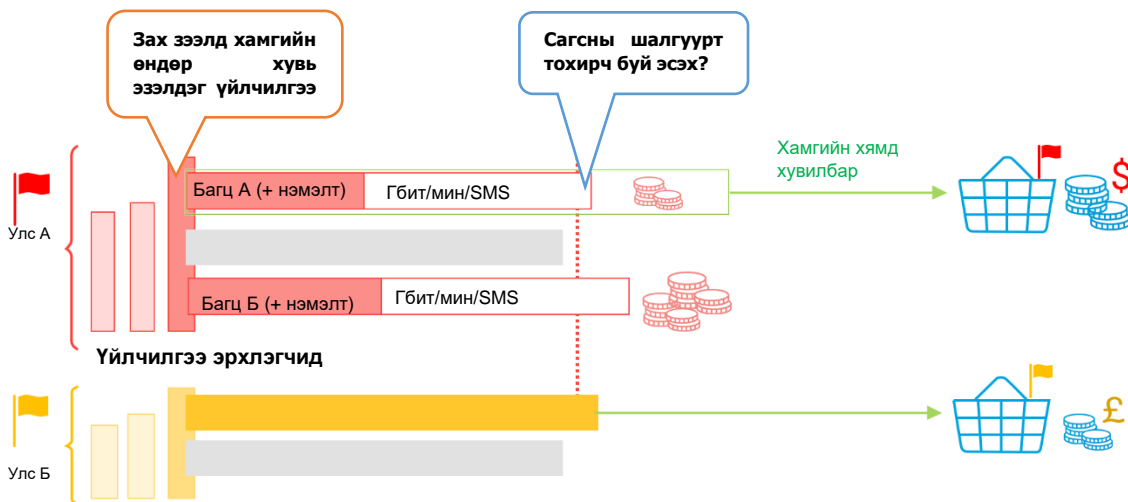 Зах зээлд хамгийн
өндөр хувь
эзэлдэг үйлчилгээ
Сагсны шалгуурт
тохирч буй эсэх?
Хамгийн хямд
хувилбар
Багц А (+ нэмэлт)
Гбит/мин/SMS
$
Улс А
Багц Б (+ нэмэлт)
Гбит/мин/SMS
Үйлчилгээ эрхлэгчид
£
Улс Б